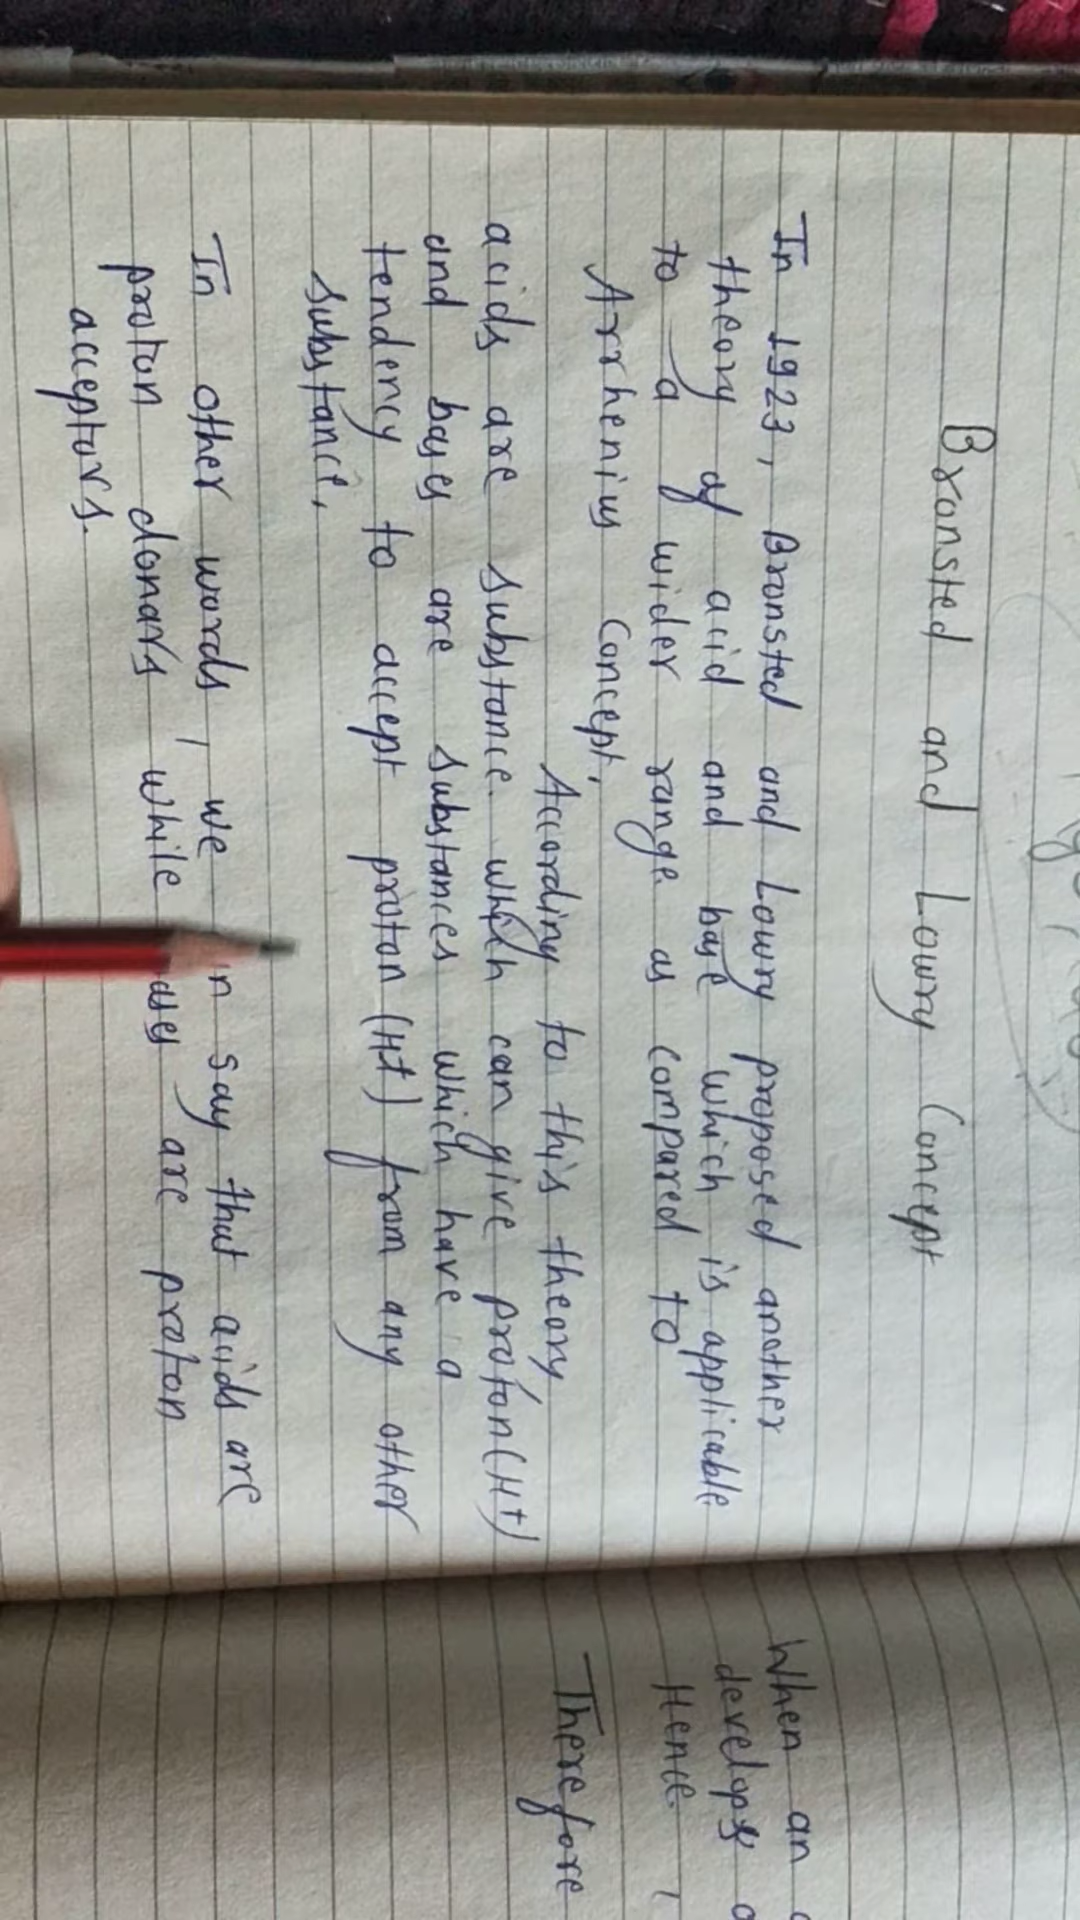 Bronsted and Lowry Concept
In 1923, Bronsted and Lowry proposed another
theory of acid and base which is applicable
to a wider range as compared to
Arrhenius Concept.
According to this theory
acids are substance which can give proton (H+)
and bases are substances which have a
tendency to accept proton (H+) from any other
substance.
In other words, we say that acids are
proton donars while are proton
acceptors.
When an
develops
Hence,
Therefore